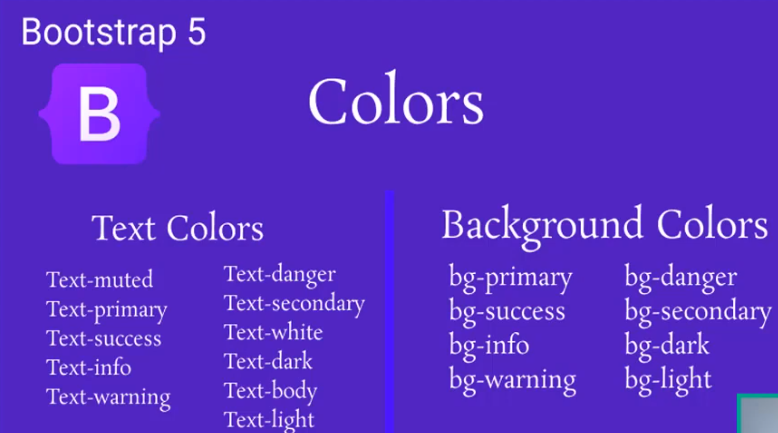 Bootstrap 5
B
Colors
Text Colors
Text-muted
Text-primary
Text-success
Text-info
Text-warning
Text-danger
Text-secondary
Text-white
Text-dark
Text-body
Text-light
Background Colors
bg-primary
bg-success
bg-info
bg-warning
bg-danger
bg-secondary
bg-dark
bg-light